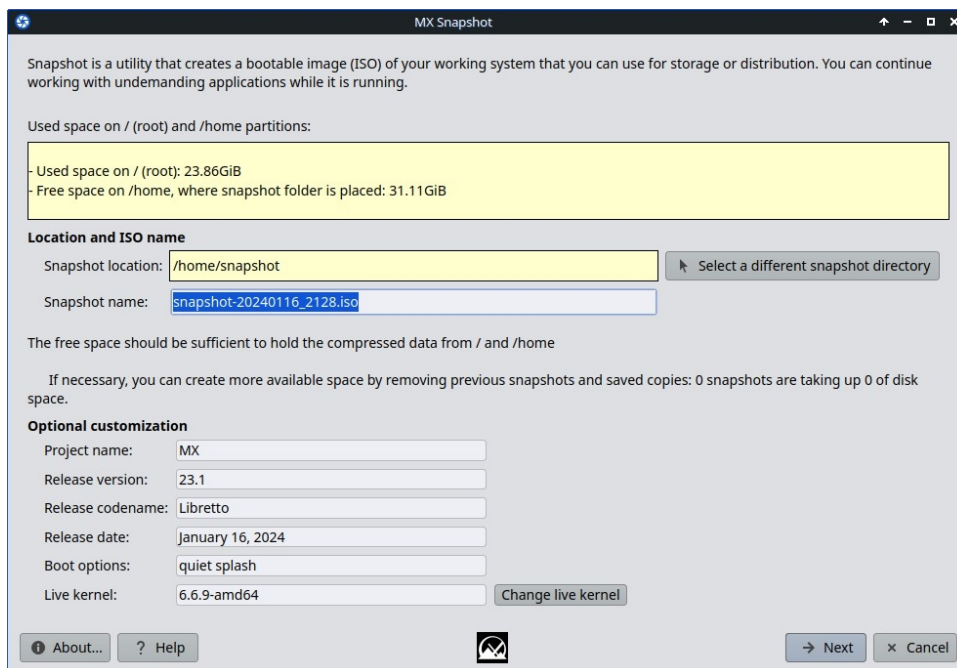 MX Snapshot
Snapshot is a utility that creates a bootable image (ISO) of your working system that you can use for storage or distribution. You can continue
working with undemanding applications while it is running.
Used space on / (root) and /home partitions:
- Used space on / (root): 23.86GiB
- Free space on /home, where snapshot folder is placed: 31.11GiB
Location and ISO name
Snapshot location: /home/snapshot Select a different snapshot directory
Snapshot name: snapshot-20240116_2128.iso
The free space should be sufficient to hold the compressed data from / and /home
If necessary, you can create more available space by removing previous snapshots and saved copies: 0 snapshots are taking up 0 of disk
space.
Optional customization
Project name: MX
Release version: 23.1
Release codename: Libretto
Release date: January 16, 2024
Boot options: quiet splash
Live kernel: 6.6.9-amd64 Change live kernel
About... ? Help Next Cancel